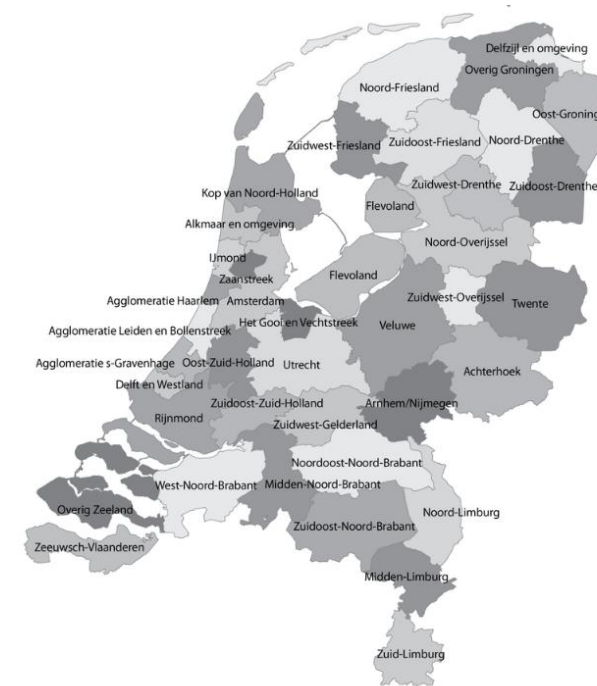 Delfzijl en omgeving
Overig Groningen
Noord-Friesland
Oost-Groning
Zuidwest-Friesland
Zuidoost-Friesland
Noord-Drenthe
Zuidwest-Drenthe
Zuidoost-Drenthe
Kop van Noord-Holland
Flevoland
Alkmaar en omgeving
Noord-Overijssel
IJmond
Zaanstreek
Flevoland
Agglomeratie Haarlem
Amsterdam
Zuidwest-Overijssel
Twente
Het Gooi en Vechtstreek
Veluwe
Agglomeratie Leiden en Bollenstreek
Agglomeratie s-Gravenhage
Oost-Zuid-Holland
Utrecht
Achterhoek
Delft en Westland
Zuidoost-Zuid-Holland
Arnhem/Nijmegen
Rijnmond
Zuidwest-Gelderland
Noordoost-Noord-Brabant
West-Noord-Brabant
Midden-Noord-Brabant
Overig Zeeland
Noord-Limburg
Zuidoost-Noord-Brabant
Zeeuwsch-Vlaanderen
Midden-Limburg
Zuid-Limburg